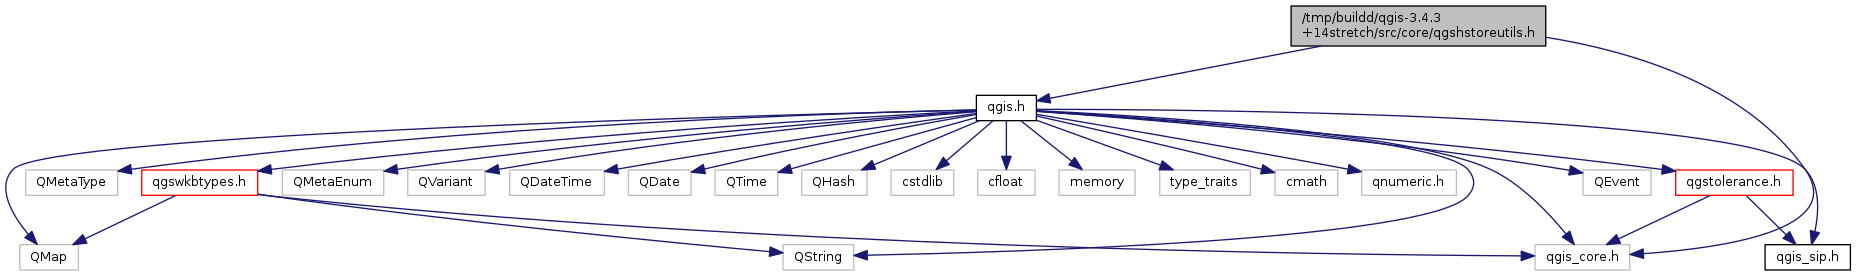 /tmp/buildd/qgis-3.4.3
+14stretch/src/core/qgshstoreutils.h
qgis.h
QMetaType
qgswkbtypes.h
QMetaEnum
QVariant
QDateTime
QDate
QTime
QHash
cstdlib
cfloat
memory
type_traits
cmath
qnumeric.h
QEvent
qgstolerance.h
QMap
QString
qgis_core.h
qgis_sip.h